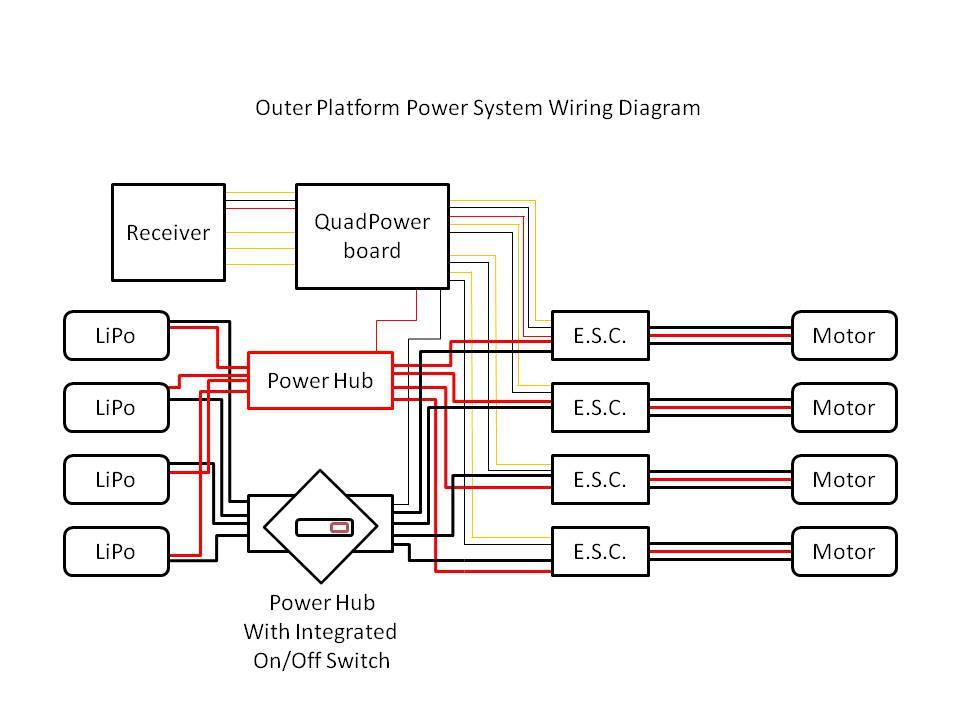 Outer Platform Power System Wiring Diagram
Receiver
QuadPower
board
LiPo
E.S.C.
Motor
Power Hub
LiPo
E.S.C.
Motor
LiPo
E.S.C.
Motor
LiPo
E.S.C.
Motor
Power Hub
With Integrated
On/Off Switch